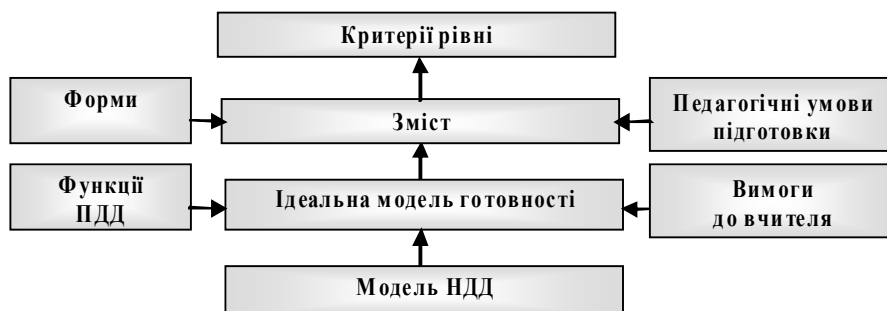 Критерії рівні
Форми
Зміст
Педагогічні умови
підготовки
Функції
ПДД
Ідеальна модель готовності
Вимоги
до вчителя
Модель НДД